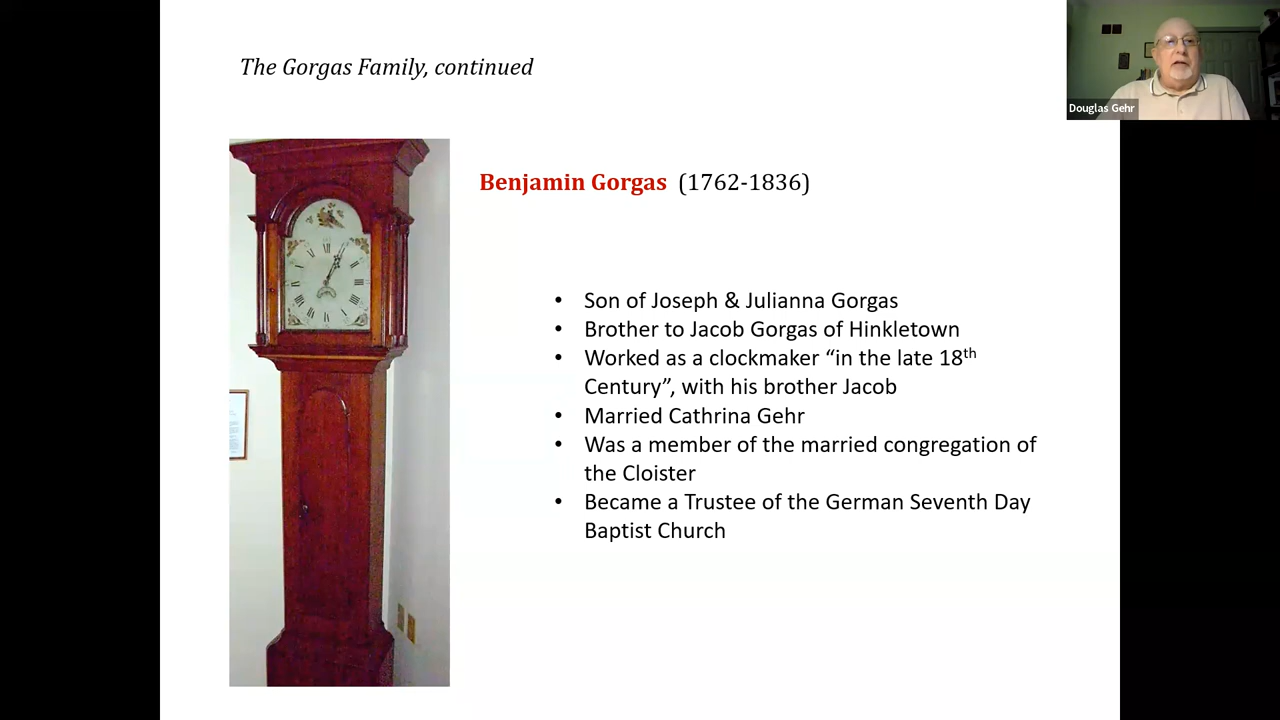 The Gorgas Family, continued
Douglas Gehr
Benjamin Gorgas (1762-1836)
• Son of Joseph & Julianna Gorgas
• Brother to Jacob Gorgas of Hinkletown
• Worked as a clockmaker “in the late 18th
Century”, with his brother Jacob
• Married Cathrina Gehr
• Was a member of the married congregation of
the Cloister
• Became a Trustee of the German Seventh Day
Baptist Church